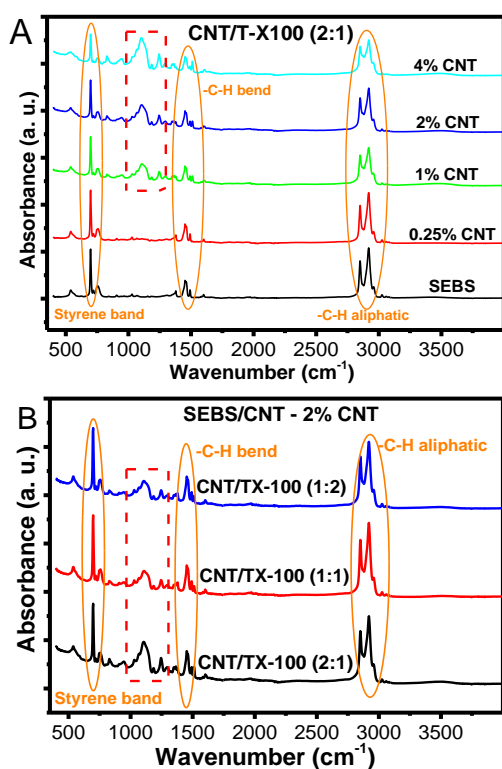 A
CNT/T-X100 (2:1)
4% CNT
-C-H bend
2% CNT
1% CNT
0.25% CNT
SEBS
Styrene band
-C-H aliphatic
Absorbance (a. u.)
500 1000 1500 2000 2500 3000 3500
Wavenumber (cm-1)
B
SEBS/CNT - 2% CNT
-C-H bend
-C-H aliphatic
CNT/TX-100 (1:2)
CNT/TX-100 (1:1)
CNT/TX-100 (2:1)
Styrene band
Absorbance (a. u.)
500 1000 1500 2000 2500 3000 3500
Wavenumber (cm-1)